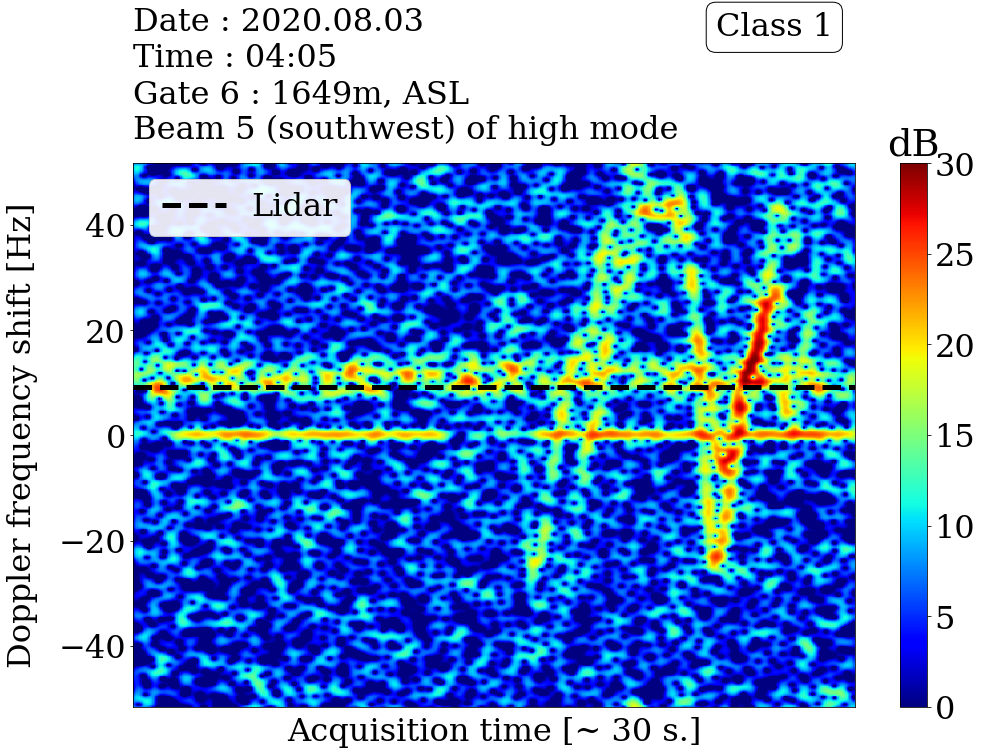 Date : 2020.08.03
Time : 04:05
Gate 6 : 1649m, ASL
Beam 5 (southwest) of high mode
Class 1
dB
Lidar
Doppler frequency shift [Hz]
40
20
0
−20
−40
30
25
20
15
10
5
0
Acquisition time [~ 30 s.]